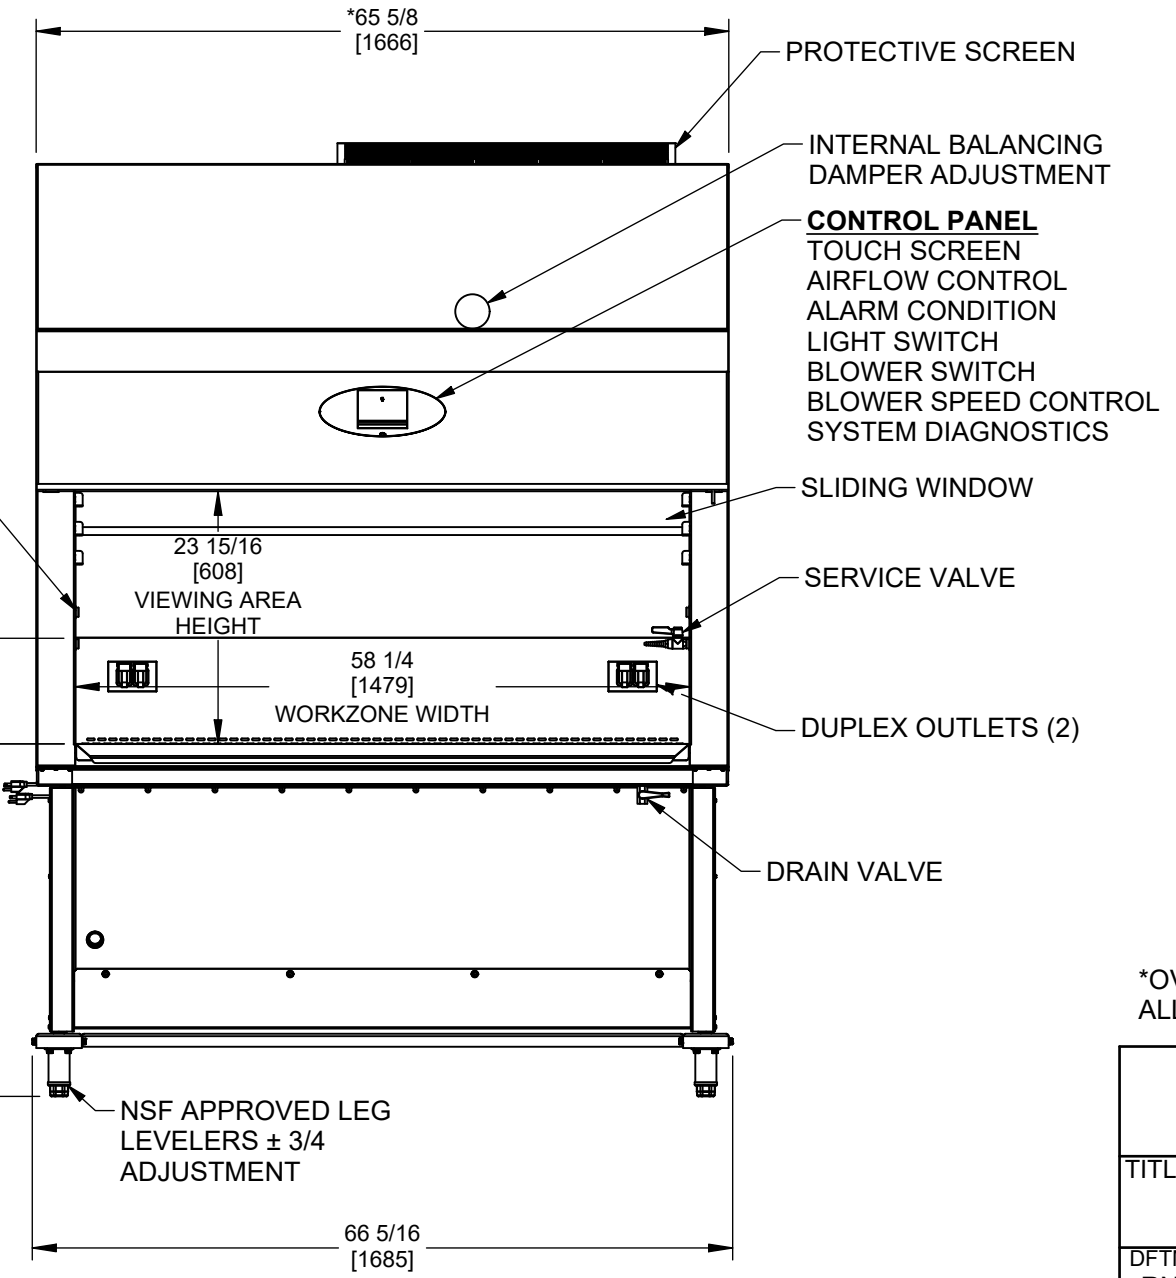 *65 5/8
[1666]
PROTECTIVE SCREEN
INTERNAL BALANCING
DAMPER ADJUSTMENT
CONTROL PANEL
TOUCH SCREEN
AIRFLOW CONTROL
ALARM CONDITION
LIGHT SWITCH
BLOWER SWITCH
BLOWER SPEED CONTROL
SYSTEM DIAGNOSTICS
SLIDING WINDOW
23 15/16
[608]
VIEWING AREA
HEIGHT
SERVICE VALVE
58 1/4
[1479]
WORKZONE WIDTH
DUPLEX OUTLETS (2)
DRAIN VALVE
*OV
ALL
NSF APPROVED LEG
LEVELERS ± 3/4
ADJUSTMENT
TITL
66 5/16
[1685]